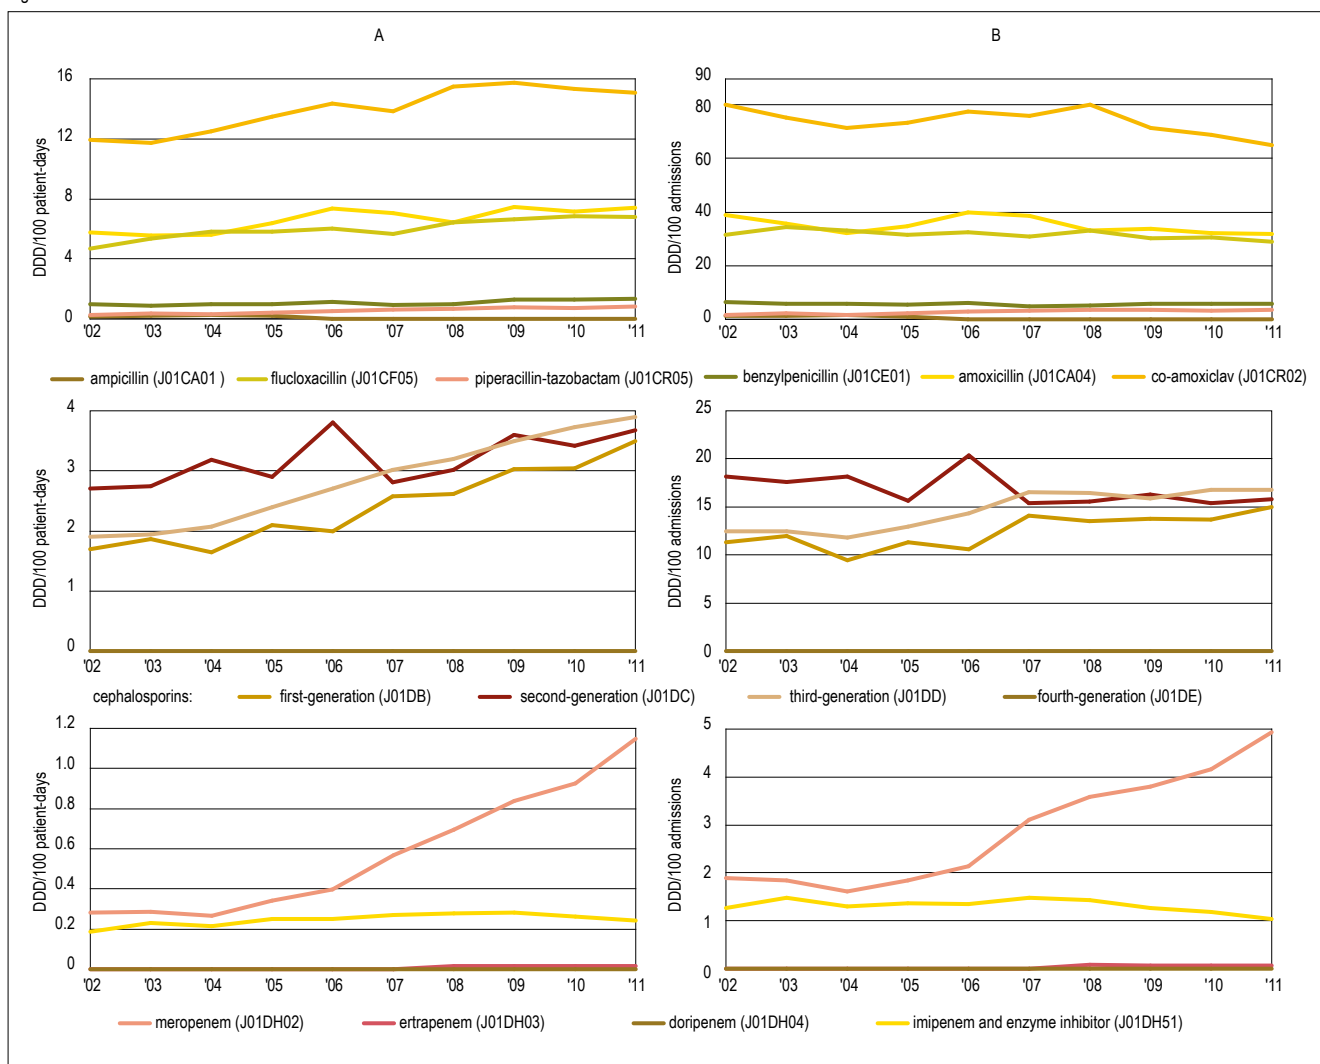 A B
16
12
8
4
0
DDD/100 patient-days
'02 '03 '04 '05 '06 '07 '08 '09 '10 '11
90
80
60
40
20
0
DDD/100 admissions
'02 '03 '04 '05 '06 '07 '08 '09 '10 '11
ampicillin (J01CA01 ) flucloxacillin (J01CF05) piperacillin-tazobactam (J01CR05) benzylpenicillin (J01CE01) amoxicillin (J01CA04) co-amoxiclav (J01CR02)
4
3
2
1
0
DDD/100 patient-days
'02 '03 '04 '05 '06 '07 '08 '09 '10 '11
25
20
15
10
5
0
DDD/100 admissions
'02 '03 '04 '05 '06 '07 '08 '09 '10 '11
cephalosporins: first-generation (J01DB) second-generation (J01DC) third-generation (J01DD) fourth-generation (J01DE)
1.2
1.0
0.8
0.6
0.4
0.2
0
DDD/100 patient-days
'02 '03 '04 '05 '06 '07 '08 '09 '10 '11
5
4
3
2
1
0
DDD/100 admissions
'02 '03 '04 '05 '06 '07 '08 '09 '10 '11
meropenem (J01DH02) ertrapenem (J01DH03) doripenem (J01DH04) imipenem and enzyme inhibitor (J01DH51)